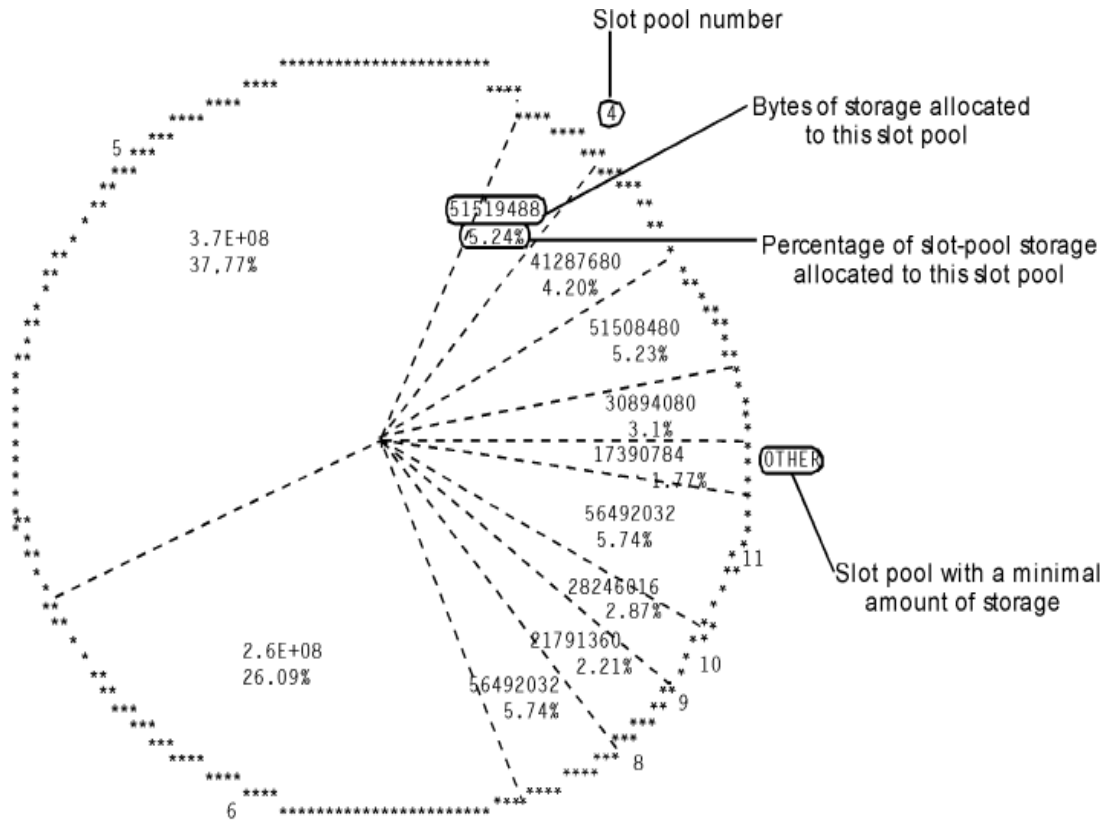 Slot pool number
4
Bytes of storage allocated
to this slot pool
5
51519488
5.24%
Percentage of slot-pool storage
allocated to this slot pool
3.7E+08
37.77%
41287680
4.20%
51508480
5.23%
30894080
3.1%
17390784
1.77%
OTHER
56492032
5.74%
11
Slot pool with a minimal
amount of storage
28246016
2.87%
10
21791360
2.21%
2.6E+08
26.09%
56492032
5.74%
9
8
6